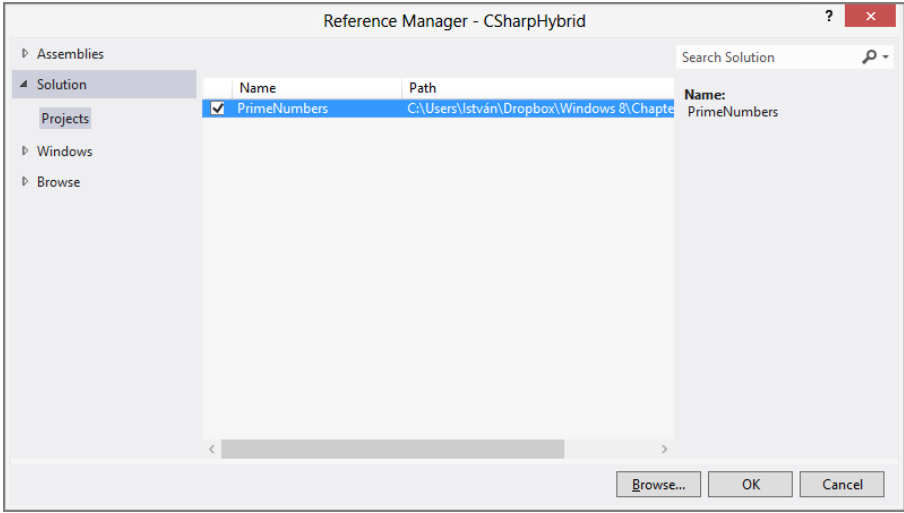 Reference Manager - CSharpHybrid
?
Assemblies
Solution
Projects
Windows
Browse
Name Path
PrimeNumbers C:\Users\István\Dropbox\Windows 8\Chapte
Search Solution
Name:
PrimeNumbers
Browse... OK Cancel